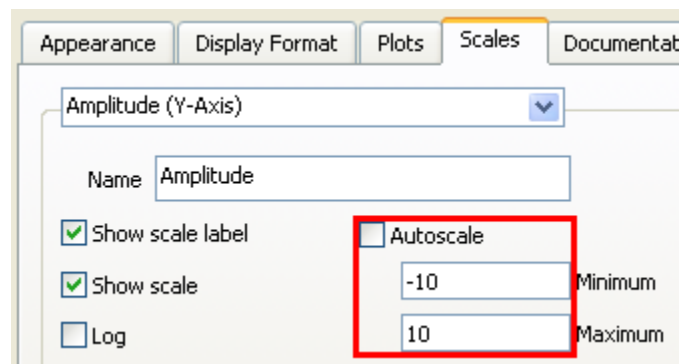 Appearance Display Format Plots Scales Documentat
Amplitude (Y-Axis)
Name Amplitude
Show scale label Autoscale
Show scale -10 Minimum
Log 10 Maximum